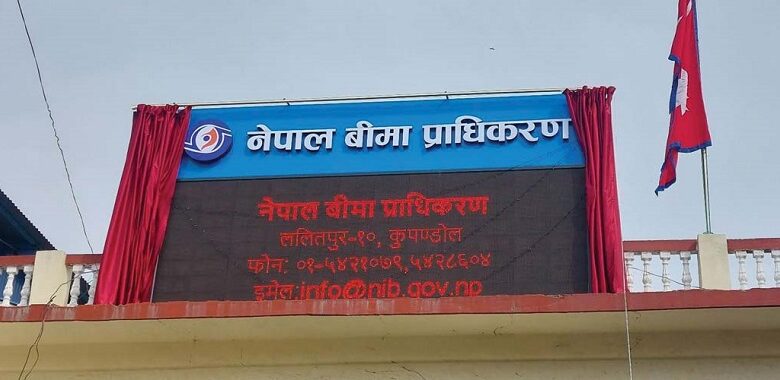 नेपाल बीमा प्राधिकरण
नेपाल बीमा प्राधिकरण
ललितपुर-१०, कुपण्डोल
फोन: ०१-५४२१०७९,५४२८६०४
इमेल:info@nib.gov.np